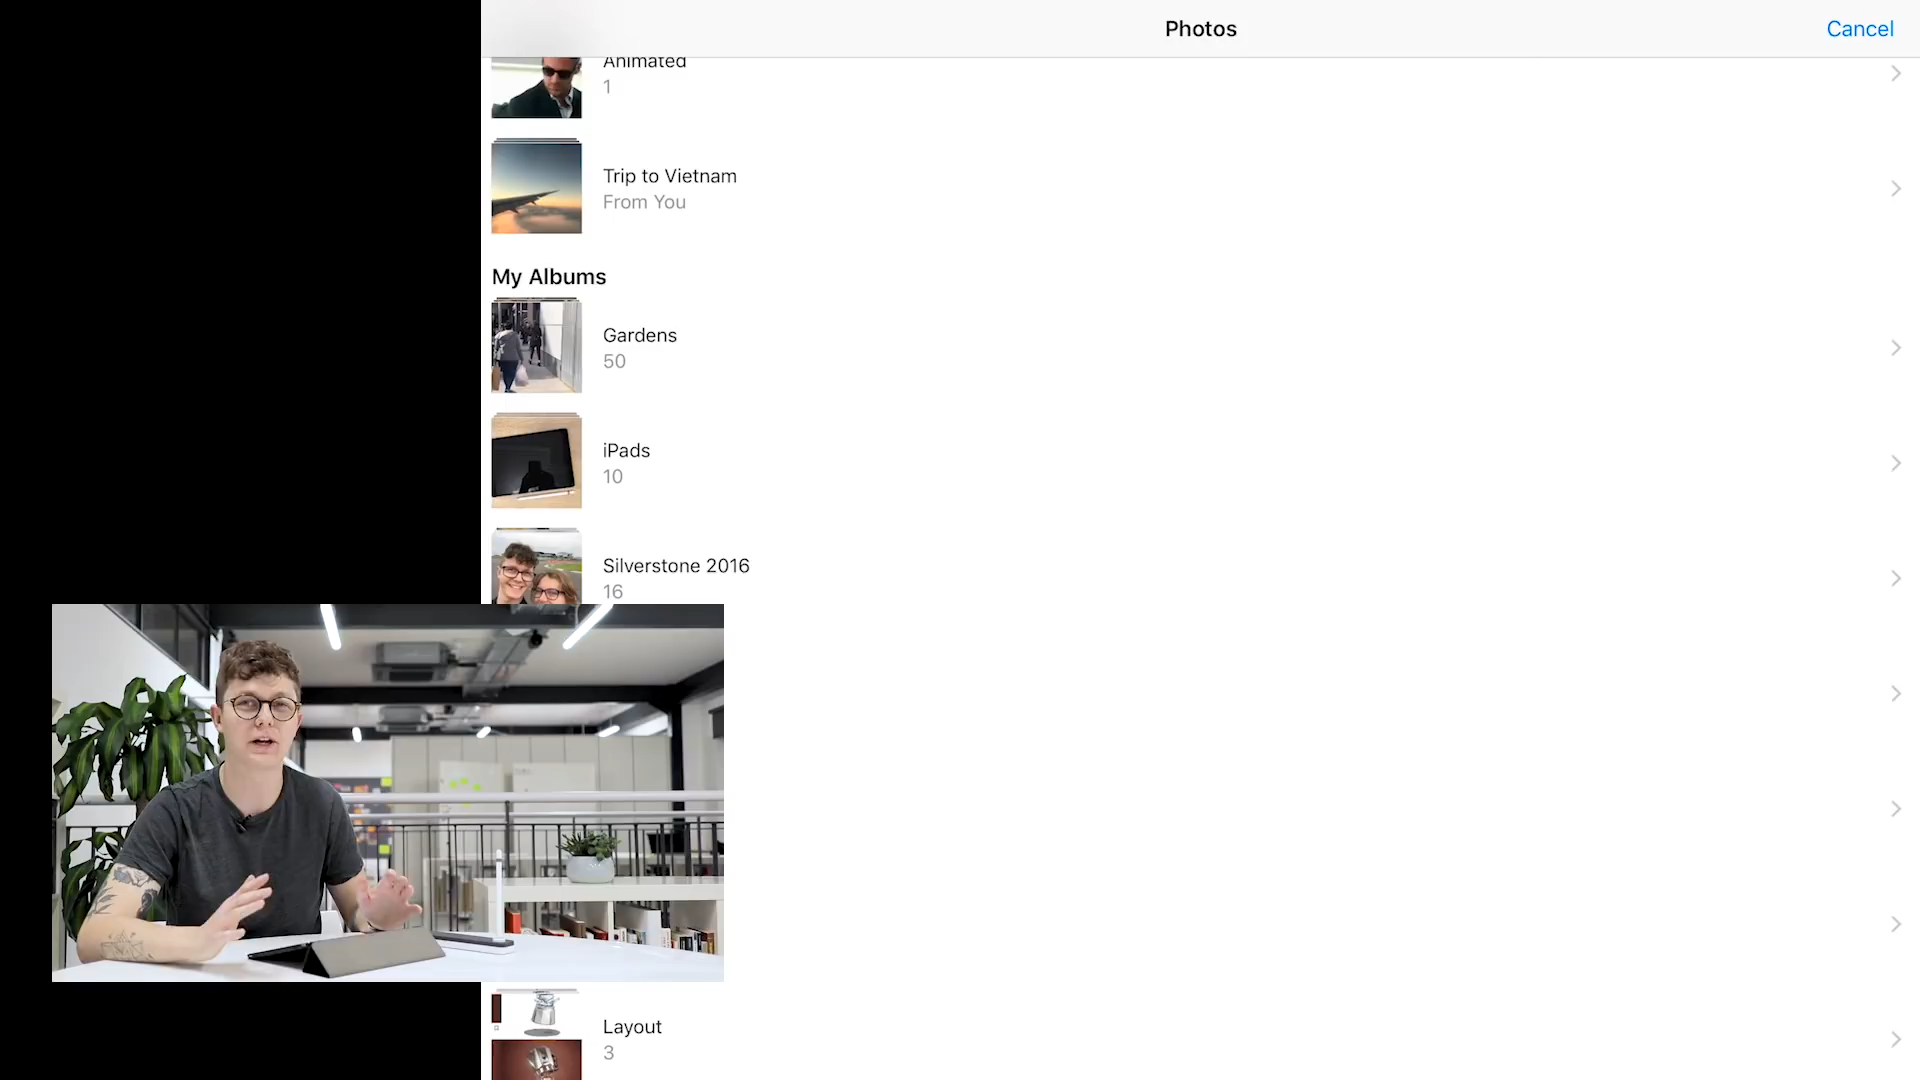 Photos
Cancel
Animated
1
Trip to Vietnam
From You
My Albums
Gardens
50
iPads
10
Silverstone 2016
16
Layout
3